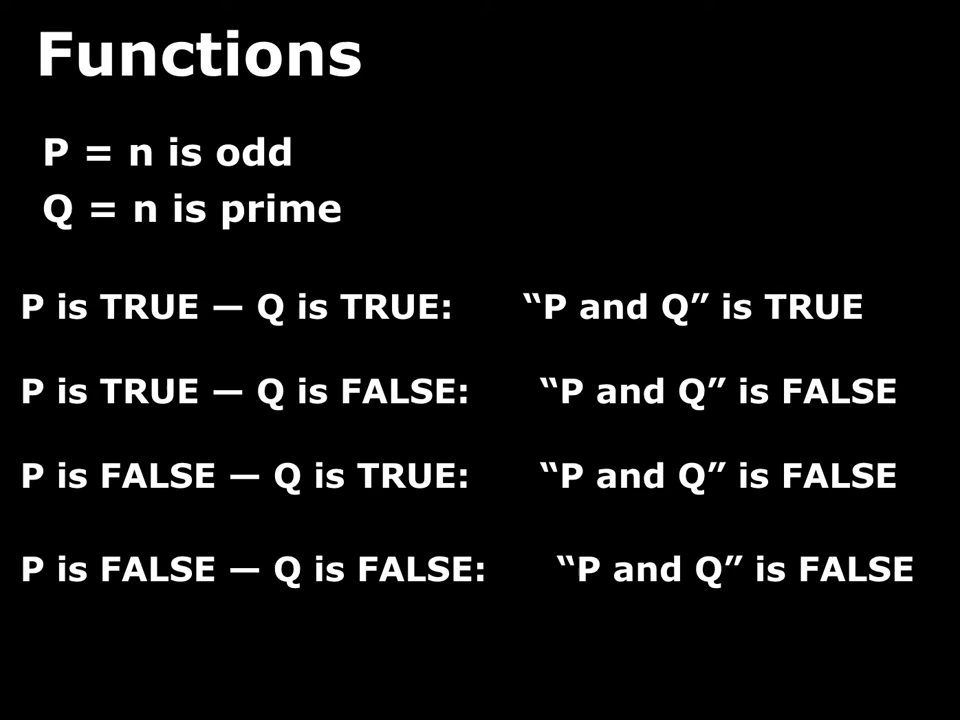 Functions
P = n is odd
Q = n is prime
P is TRUE — Q is TRUE: “P and Q” is TRUE
P is TRUE — Q is FALSE: “P and Q” is FALSE
P is FALSE — Q is TRUE: “P and Q” is FALSE
P is FALSE — Q is FALSE: “P and Q” is FALSE